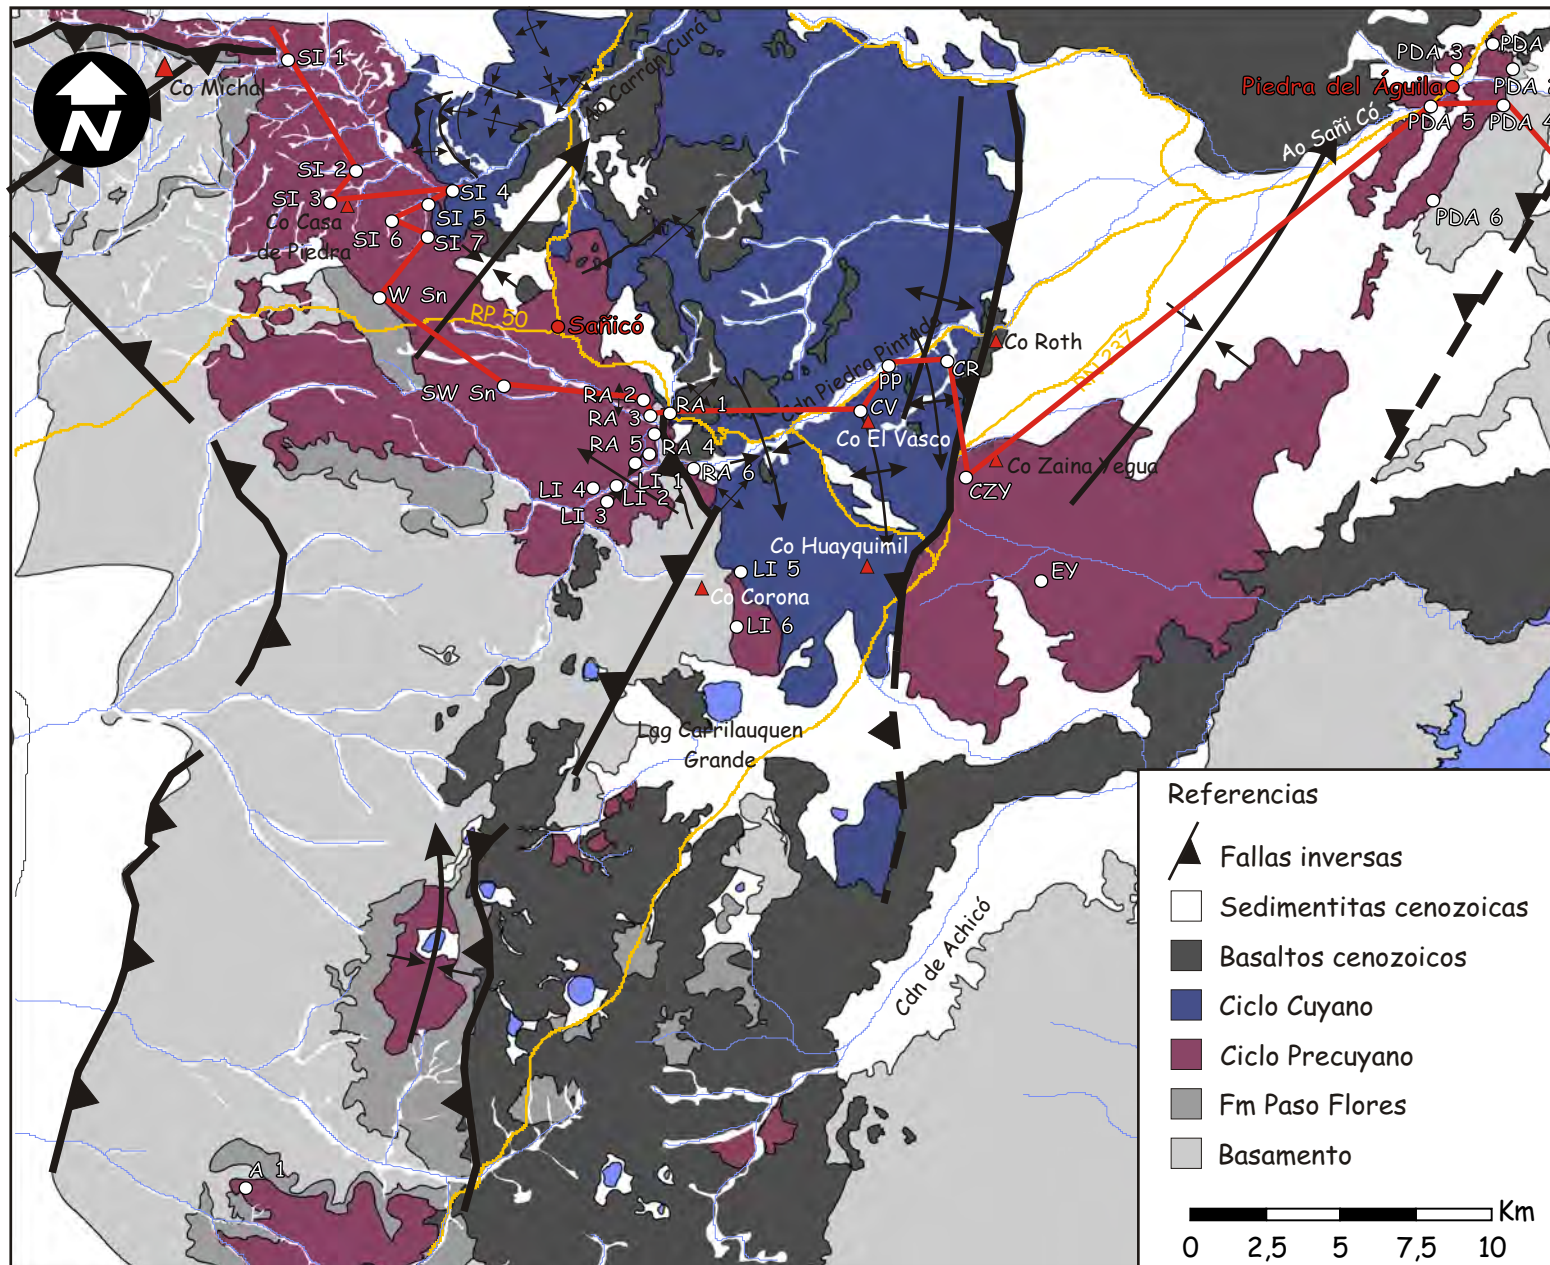 N
Co Michal
SI 1
SI 2
SI 3
Co Casa
de Piedra
SI 4
SI 5
SI 6
SI 7
W Sn
RP 50
Sañicó
SW Sn
Ao Carrán Curá
RA 2
RA 3
RA 1
RA 5
RA 4
RA 6
LI 1
LI 4
LI 2
LI 3
LI 5
Co Corona
LI 6
Cdn Piedra Pintada
PP
CR
CV
Co El Vasco
Co Roth
RN 237
Co Zaina Yegua
CZY
Co Huayquimil
EY
PDA 3
PDA
Piedra del Águila
PDA 2
PDA 5
PDA 4
Ao Sañi Có
PDA 6
Lag Carrilauquen
Grande
Cdn de Achicó
A 1
Referencias
Fallas inversas
Sedimentitas cenozoicas
Basaltos cenozoicos
Ciclo Cuyano
Ciclo Precuyano
Fm Paso Flores
Basamento
Km
0 2,5 5 7,5 10